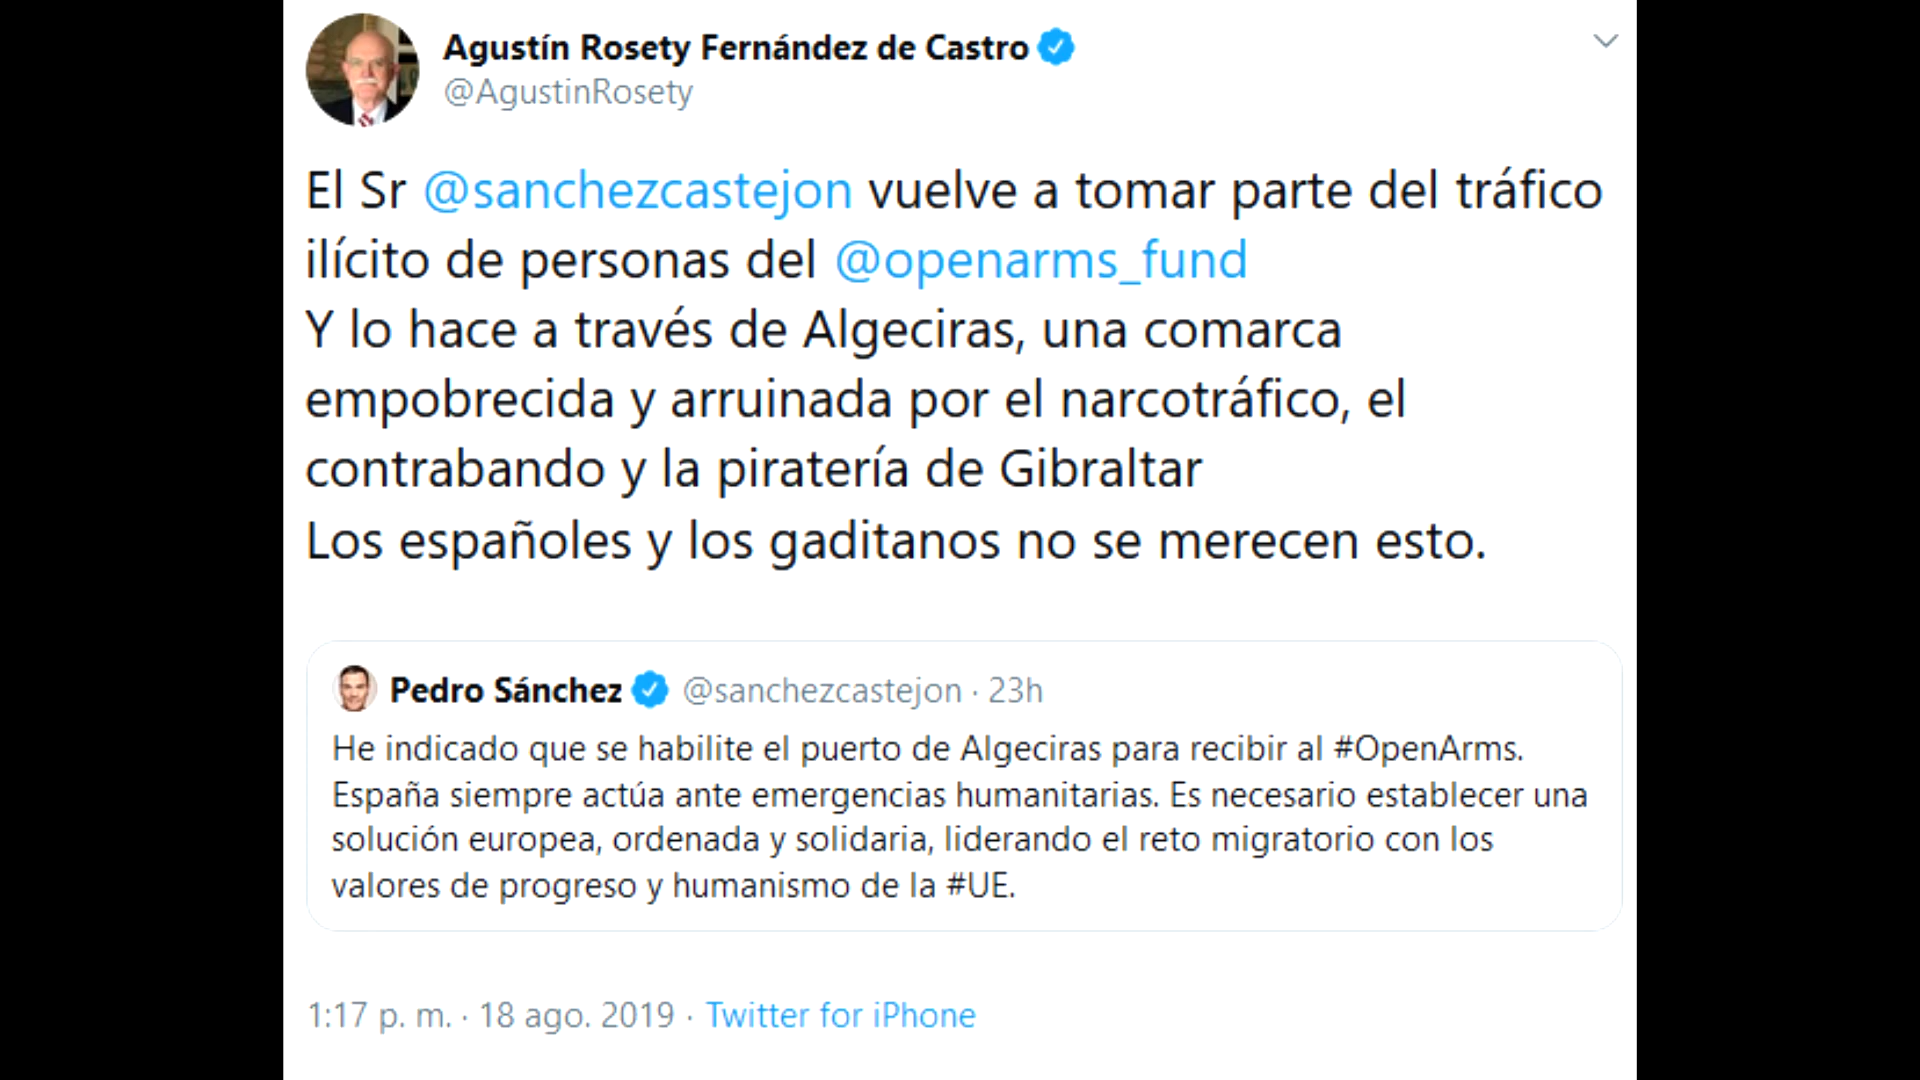 Agustín Rosety Fernández de Castro
@AgustinRosety
El Sr @sanchezcastejon vuelve a tomar parte del tráfico
ilícito de personas del @openarms_fund
Y lo hace a través de Algeciras, una comarca
empobrecida y arruinada por el narcotráfico, el
contrabando y la piratería de Gibraltar
Los españoles y los gaditanos no se merecen esto.
Pedro Sánchez @sanchezcastejon · 23h
He indicado que se habilite el puerto de Algeciras para recibir al #OpenArms.
España siempre actúa ante emergencias humanitarias. Es necesario establecer una
solución europea, ordenada y solidaria, liderando el reto migratorio con los
valores de progreso y humanismo de la #UE.
1:17 p. m. · 18 ago. 2019 · Twitter for iPhone